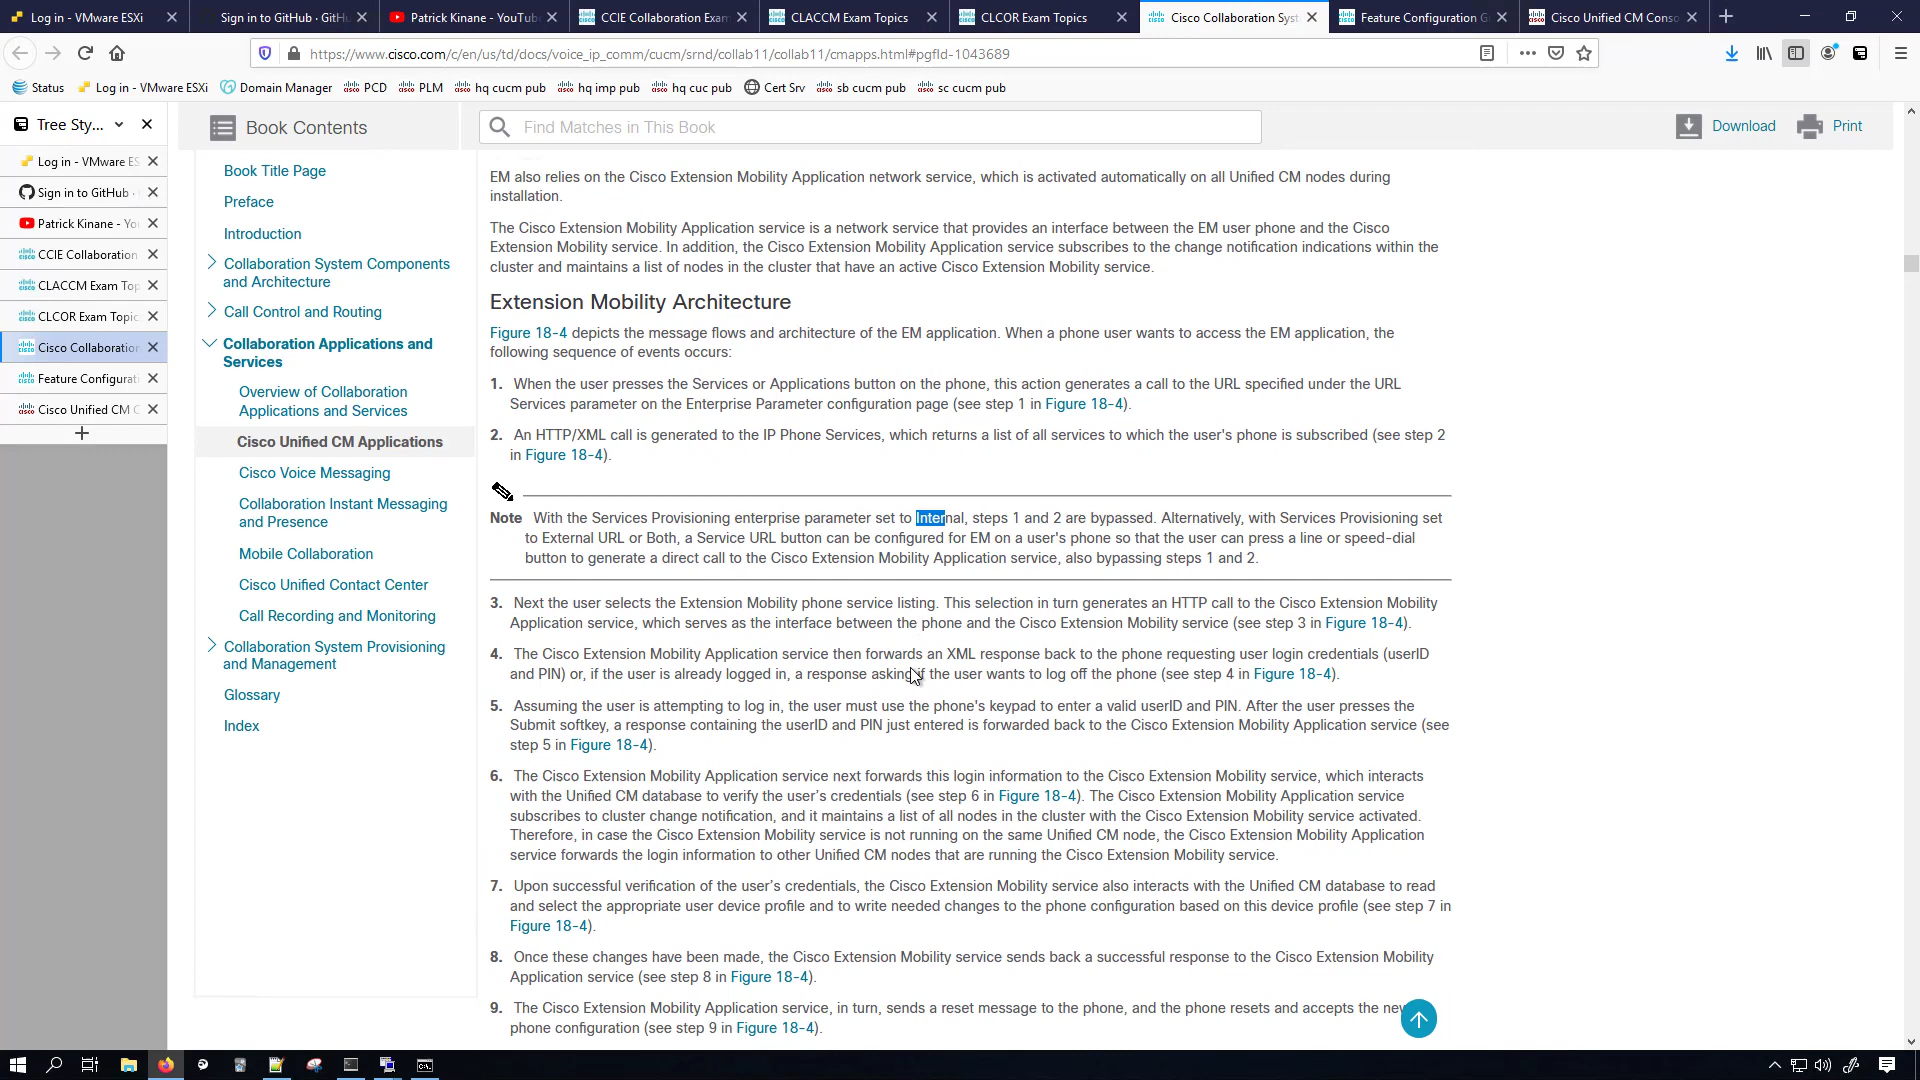 Log in - VMware ESXi
Sign in to GitHub · GitHu
Patrick Kinane - YouTub
CCIE Collaboration Exam
CLACCM Exam Topics
CLCOR Exam Topics
Cisco Collaboration Syst
Feature Configuration G
Cisco Unified CM Conso
https://www.cisco.com/c/en/us/td/docs/voice_ip_comm/cucm/srnd/collab11/collab11/cmapps.html#pgfId-1043689
Status
Log in - VMware ESXi
Domain Manager
PCD
PLM
hq cucm pub
hq imp pub
hq cuc pub
Cert Srv
sb cucm pub
sc cucm pub
Tree Sty...
Log in - VMware ES
Sign in to GitHub ·
Patrick Kinane - Yo
CCIE Collaboration
CLACCM Exam Top
CLCOR Exam Topic
Cisco Collaboration
Feature Configurat
Cisco Unified CM C
Book Contents
Find Matches in This Book
Download
Print
Book Title Page
Preface
Introduction
Collaboration System Components
and Architecture
Call Control and Routing
Collaboration Applications and
Services
Overview of Collaboration
Applications and Services
Cisco Unified CM Applications
Cisco Voice Messaging
Collaboration Instant Messaging
and Presence
Mobile Collaboration
Cisco Unified Contact Center
Call Recording and Monitoring
Collaboration System Provisioning
and Management
Glossary
Index
EM also relies on the Cisco Extension Mobility Application network service, which is activated automatically on all Unified CM nodes during
installation.
The Cisco Extension Mobility Application service is a network service that provides an interface between the EM user phone and the Cisco
Extension Mobility service. In addition, the Cisco Extension Mobility Application service subscribes to the change notification indications within the
cluster and maintains a list of nodes in the cluster that have an active Cisco Extension Mobility service.
Extension Mobility Architecture
Figure 18-4 depicts the message flows and architecture of the EM application. When a phone user wants to access the EM application, the
following sequence of events occurs:
1. When the user presses the Services or Applications button on the phone, this action generates a call to the URL specified under the URL
Services parameter on the Enterprise Parameter configuration page (see step 1 in Figure 18-4).
2. An HTTP/XML call is generated to the IP Phone Services, which returns a list of all services to which the user's phone is subscribed (see step 2
in Figure 18-4).
Note With the Services Provisioning enterprise parameter set to Internal, steps 1 and 2 are bypassed. Alternatively, with Services Provisioning set
to External URL or Both, a Service URL button can be configured for EM on a user's phone so that the user can press a line or speed-dial
button to generate a direct call to the Cisco Extension Mobility Application service, also bypassing steps 1 and 2.
3. Next the user selects the Extension Mobility phone service listing. This selection in turn generates an HTTP call to the Cisco Extension Mobility
Application service, which serves as the interface between the phone and the Cisco Extension Mobility service (see step 3 in Figure 18-4).
4. The Cisco Extension Mobility Application service then forwards an XML response back to the phone requesting user login credentials (userID
and PIN) or, if the user is already logged in, a response asking if the user wants to log off the phone (see step 4 in Figure 18-4).
5. Assuming the user is attempting to log in, the user must use the phone's keypad to enter a valid userID and PIN. After the user presses the
Submit softkey, a response containing the userID and PIN just entered is forwarded back to the Cisco Extension Mobility Application service (see
step 5 in Figure 18-4).
6. The Cisco Extension Mobility Application service next forwards this login information to the Cisco Extension Mobility service, which interacts
with the Unified CM database to verify the user's credentials (see step 6 in Figure 18-4). The Cisco Extension Mobility Application service
subscribes to cluster change notification, and it maintains a list of all nodes in the cluster with the Cisco Extension Mobility service activated.
Therefore, in case the Cisco Extension Mobility service is not running on the same Unified CM node, the Cisco Extension Mobility Application
service forwards the login information to other Unified CM nodes that are running the Cisco Extension Mobility service.
7. Upon successful verification of the user's credentials, the Cisco Extension Mobility service also interacts with the Unified CM database to read
and select the appropriate user device profile and to write needed changes to the phone configuration based on this device profile (see step 7 in
Figure 18-4).
8. Once these changes have been made, the Cisco Extension Mobility service sends back a successful response to the Cisco Extension Mobility
Application service (see step 8 in Figure 18-4).
9. The Cisco Extension Mobility Application service, in turn, sends a reset message to the phone, and the phone resets and accepts the new
phone configuration (see step 9 in Figure 18-4).